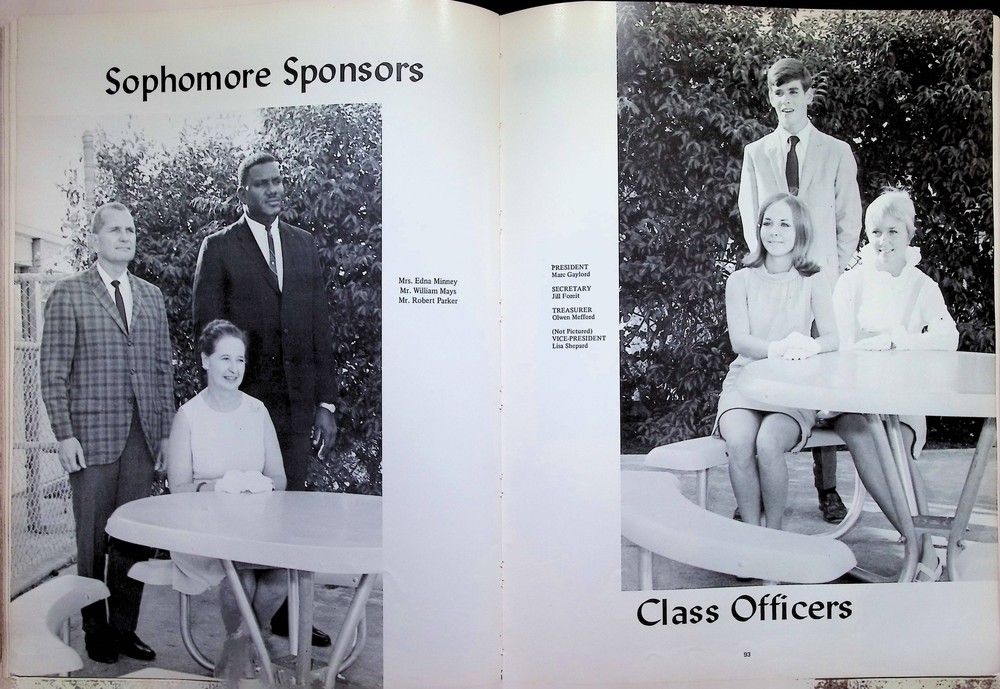 Sophomore Sponsors
Mrs. Edna Minney
Mr. William Mays
Mr. Robert Parker
PRESIDENT
Marc Gaylord
SECRETARY
Jill Foreit
TREASURER
Olwen Mefford
(Not Pictured)
VICE-PRESIDENT
Lisa Shepard
Class Officers
93